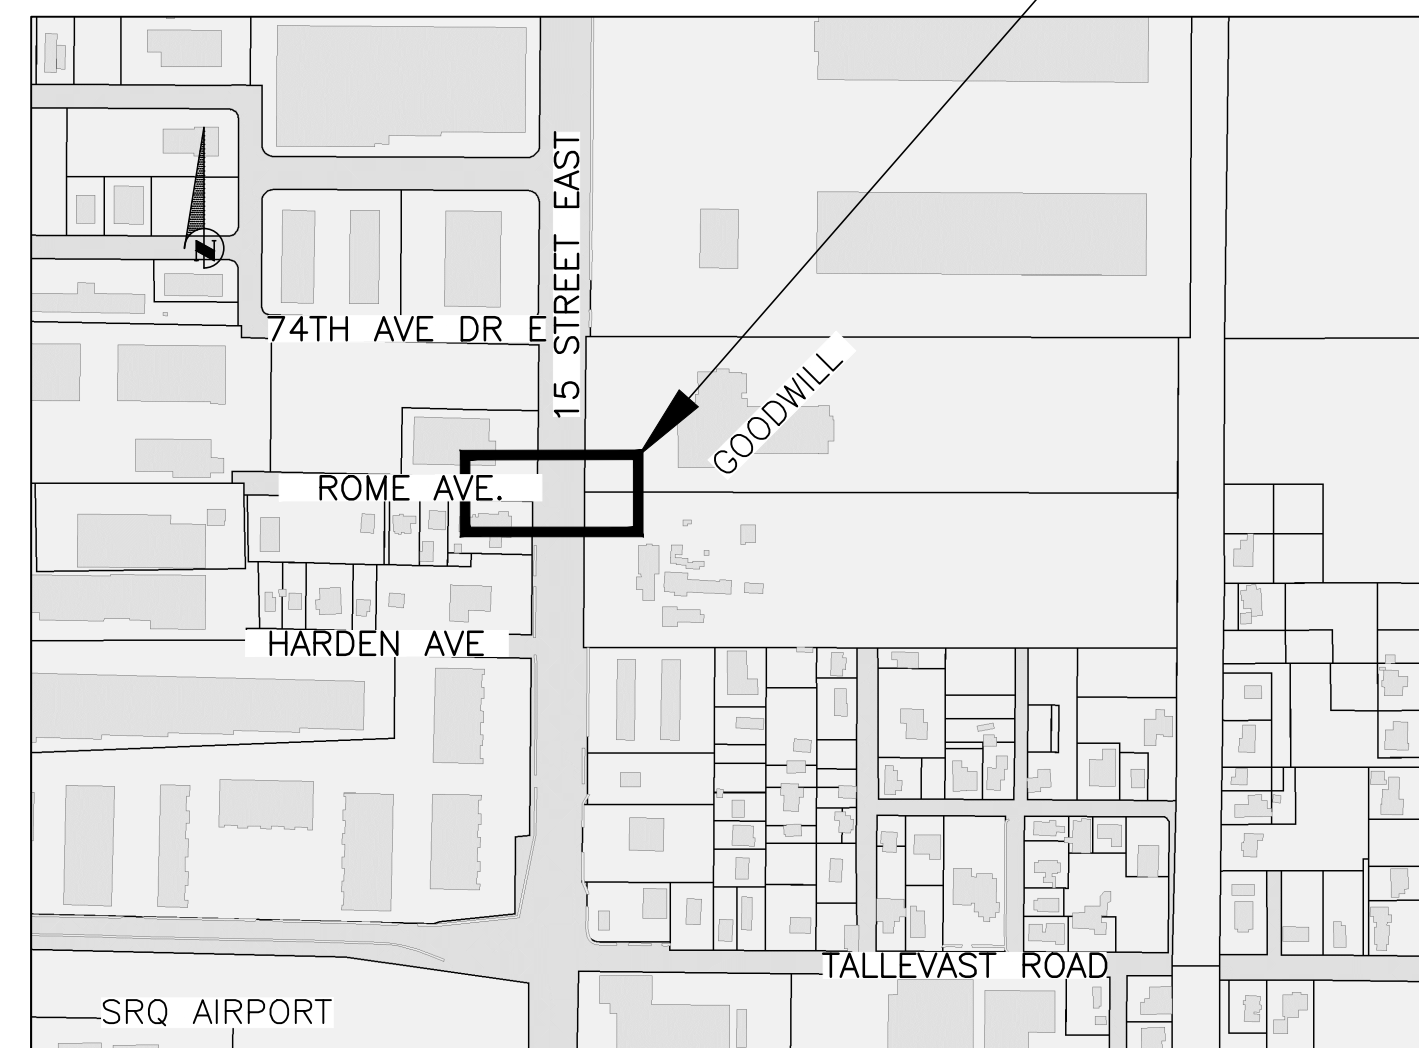 N
15 STREET EAST
74TH AVE DR E
GOODWILL
ROME AVE.
HARDEN AVE
TALLEVAST ROAD
SRQ AIRPORT